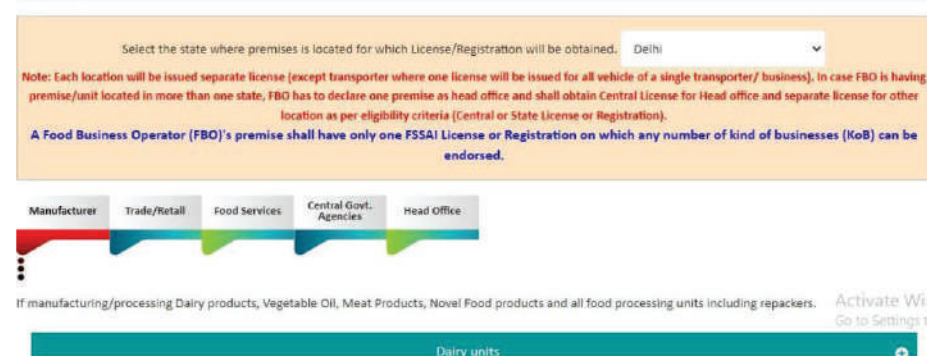 Select the state where premises is located for which License/Registration will be obtained. Delhi
Note: Each location will be issued separate license (except transporter where one license will be issued for all vehicle of a single transporter/ business). In case FBO is having
premise/unit located in more than one state, FBO has to declare one premise as head office and shall obtain Central License for Head office and separate license for other
location as per eligibility criteria (Central or State License or Registration).
A Food Business Operator (FBO)'s premise shall have only one FSSAI License or Registration on which any number of kind of businesses (KoB) can be
endorsed.
Manufacturer Trade/Retail Food Services Central Govt. Agencies Head Office
If manufacturing/processing Dairy products, Vegetable Oil, Meat Products, Novel Food products and all food processing units including repackers.
Activate Wi
Go to Settings t
Dairy units